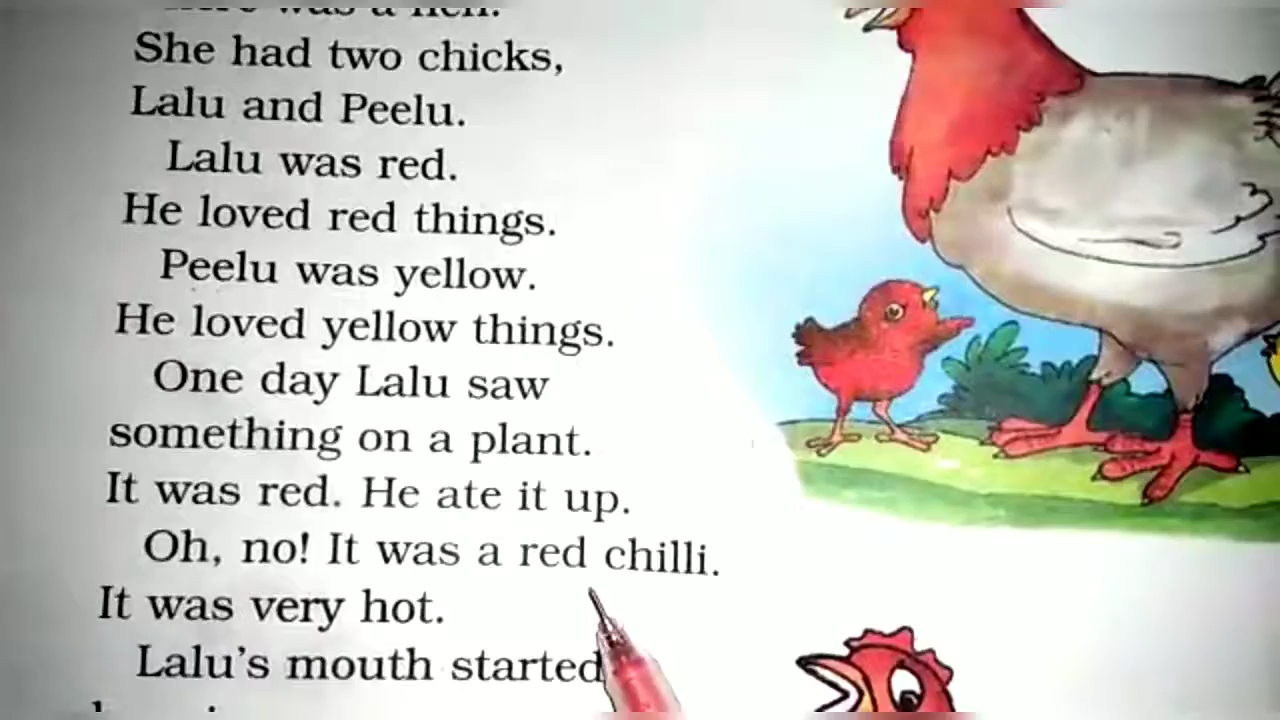 was a hen.
She had two chicks,
Lalu and Peelu.
Lalu was red.
He loved red things.
Peelu was yellow.
He loved yellow things.
One day Lalu saw
something on a plant.
It was red. He ate it up.
Oh, no! It was a red chilli.
It was very hot.
Lalu's mouth started